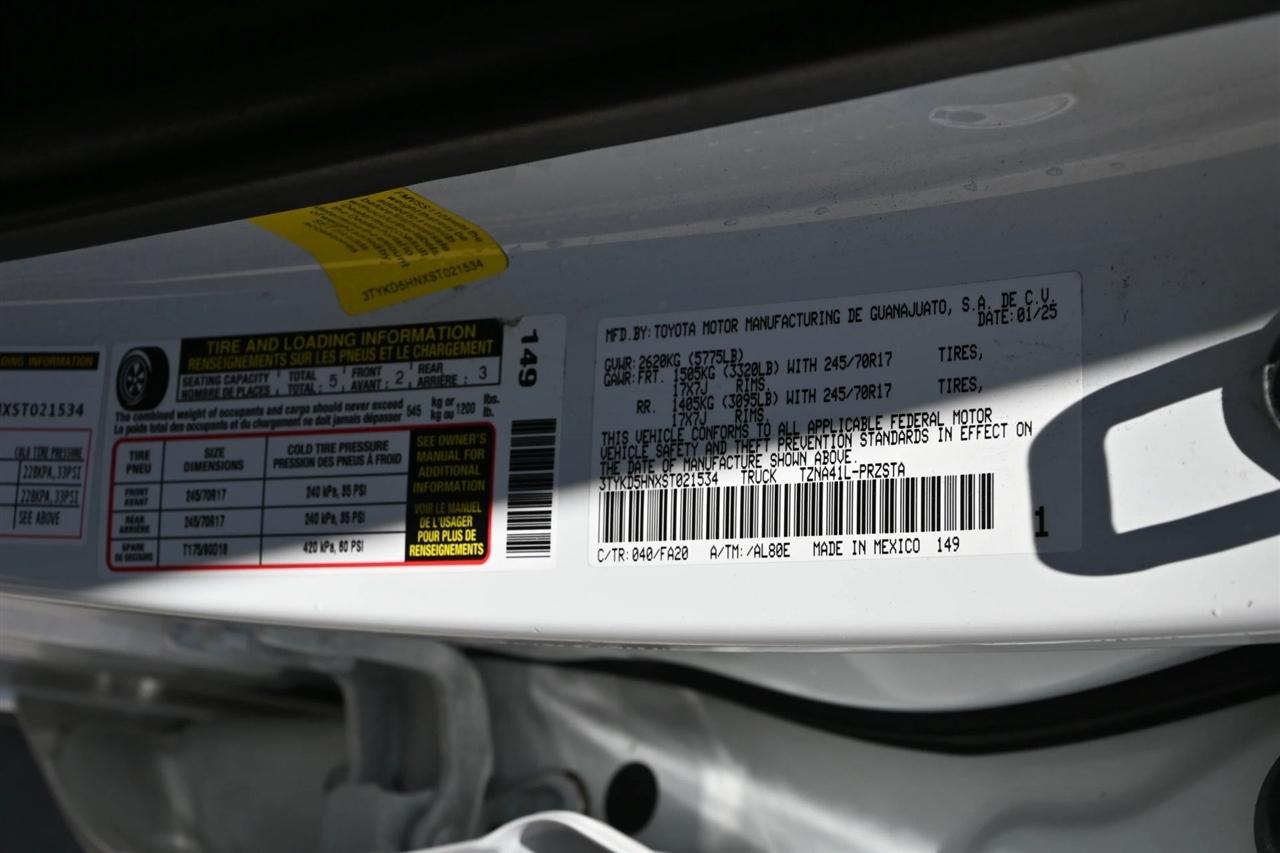 FMVSS 110
3TYKD5HNXST021534
ADING INFORMATION
NXST021534
COLD TIRE PRESSURE
220KPA,33PSI
220KPA,33PSI
SEE ABOVE
TIRE AND LOADING INFORMATION
RENSEIGNEMENTS SUR LES PNEUS ET LE CHARGEMENT
SEATING CAPACITY TOTAL 5 FRONT 2 REAR 3
NOMBRE DE PLACES: TOTAL: AVANT: ARRIÈRE:
The combined weight of occupants and cargo should never exceed 545 kg or 1200 lbs.
Le poids total des occupants et du chargement ne doit jamais dépasser kg ou lb.
TIRE PNEU SIZE DIMENSIONS COLD TIRE PRESSURE PRESSION DES PNEUS À FROID
FRONT AVANT 245/70R17 240 kPa, 35 PSI
REAR ARRIÈRE 245/70R17 240 kPa, 35 PSI
SPARE DE SECOURS T175/80D18 420 kPa, 60 PSI
SEE OWNER'S
MANUAL FOR
ADDITIONAL
INFORMATION
VOIR LE MANUEL
DE L'USAGER
POUR PLUS DE
RENSEIGNEMENTS
149
MFD.BY: TOYOTA MOTOR MANUFACTURING DE GUANAJUATO, S.A. DE C.V.
DATE:01/25
GVWR:2620KG (5775LB)
GAWR:FRT. 1505KG (3320LB) WITH 245/70R17 TIRES,
17X7J RIMS
RR. 1405KG (3095LB) WITH 245/70R17 TIRES,
17X7J RIMS
THIS VEHICLE CONFORMS TO ALL APPLICABLE FEDERAL MOTOR
VEHICLE SAFETY AND THEFT PREVENTION STANDARDS IN EFFECT ON
THE DATE OF MANUFACTURE SHOWN ABOVE.
3TYKD5HNXST021534 TRUCK TZNA41L-PRZSTA
C/TR: 040/FA20 A/TM: /AL80E MADE IN MEXICO 149
1